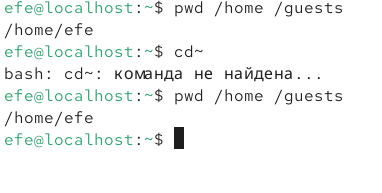 efe@localhost:~$ pwd /home /guests
/home/efe
efe@localhost:~$ cd~
bash: cd~: команда не найдена...
efe@localhost:~$ pwd /home /guests
/home/efe
efe@localhost:~$